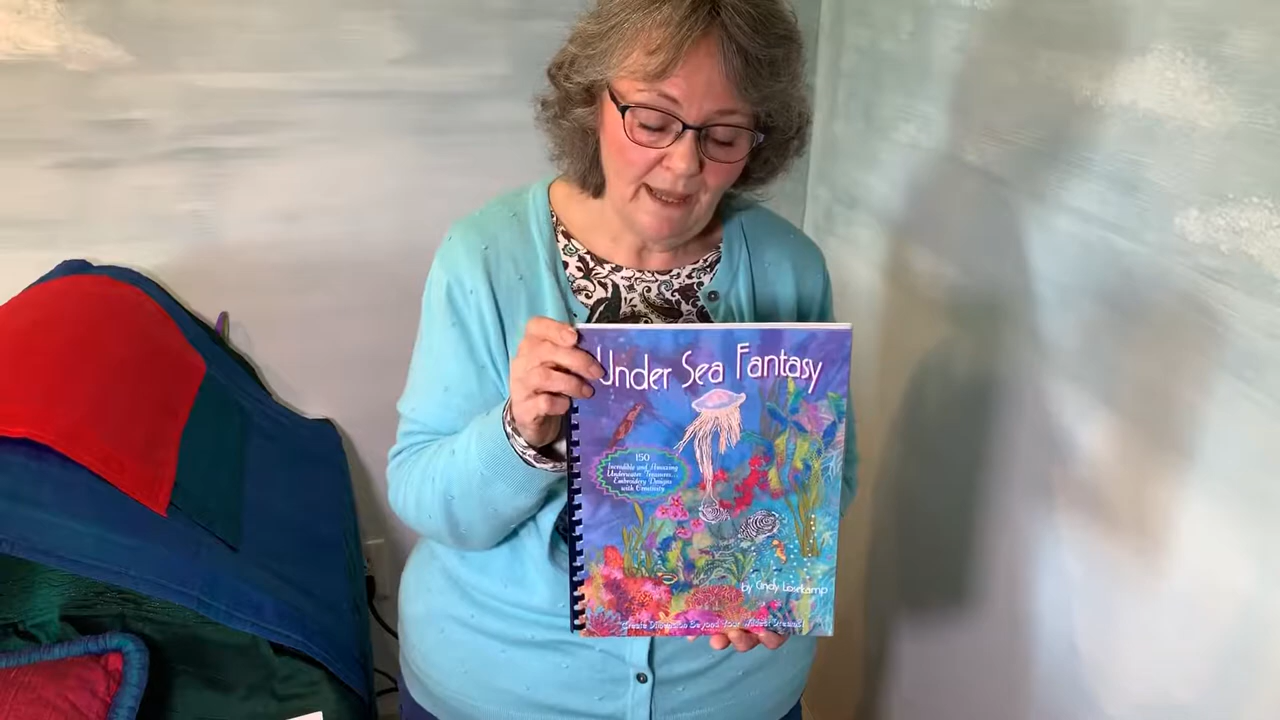 Under Sea Fantasy
150
Incredible and Amazing
Underwater Treasures...
Embroidery Designs
with Creativity
by Cindy Losekamp
Create Dimension Beyond Your Wildest Dreams!